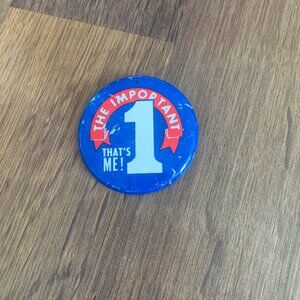 THE IMPORTANT
1
THAT'S
ME!